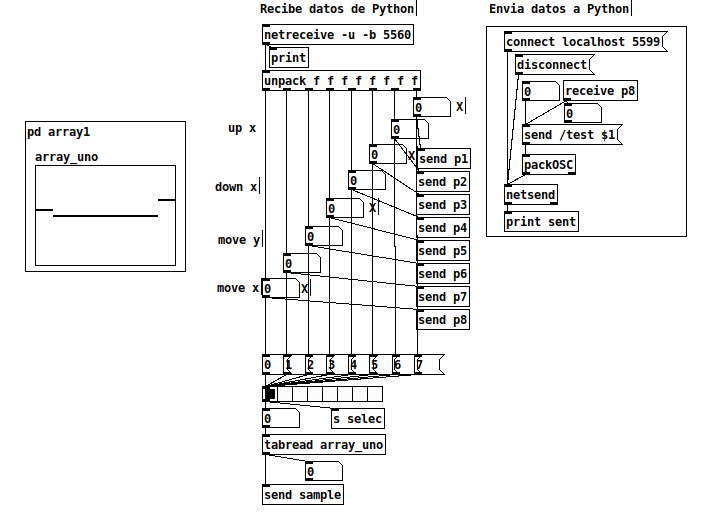 Recibe datos de Python
Envia datos a Python
netreceive -u -b 5560
print
unpack f f f f f f f f
connect localhost 5599
disconnect
0
receive p8
0
send /test $1
packOSC
netsend
print sent
pd array1
array_uno
0 X
up x
0
0 X
send p1
down x
0
send p2
0 X
send p3
move y
0
send p4
0
send p5
move x
0 X
send p6
send p7
send p8
0 1 2 3 4 5 6 7
0
s selec
tabread array_uno
0
send sample